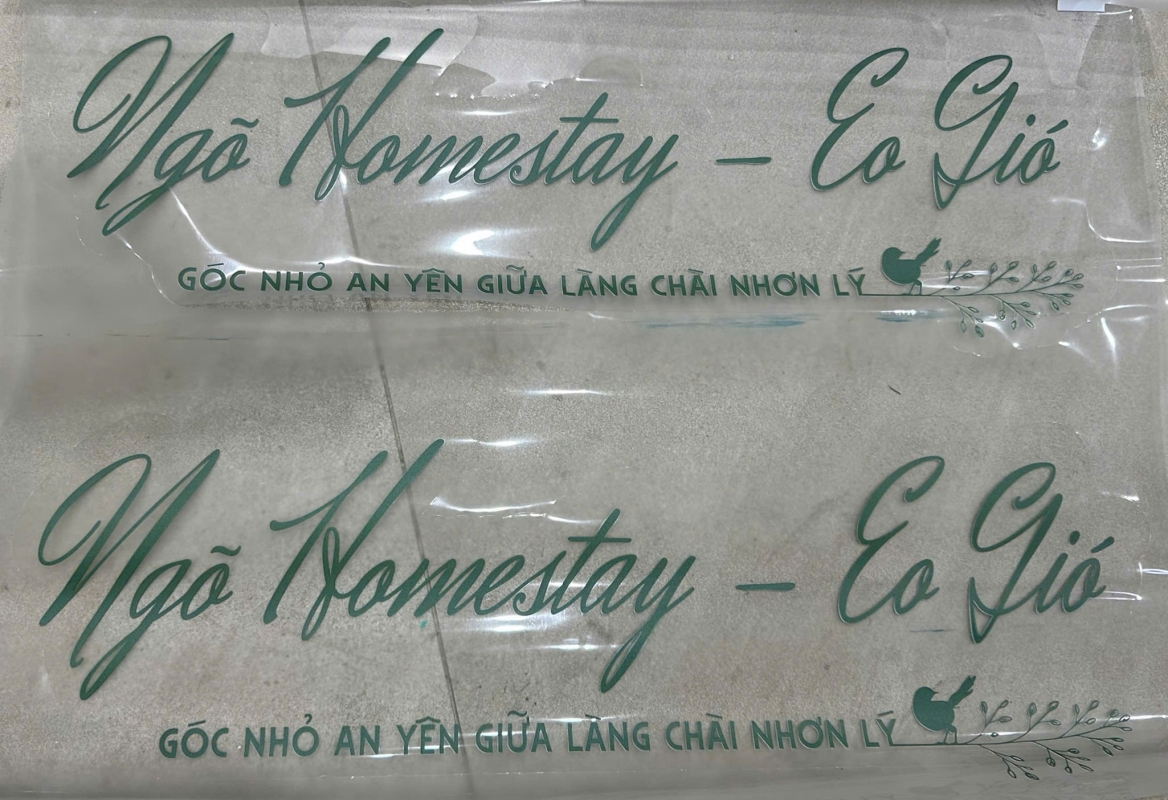 Ngõ Homestay – Eo Gió
GÓC NHỎ AN YÊN GIỮA LÀNG CHÀI NHƠN LÝ
Ngõ Homestay – Eo Gió
GÓC NHỎ AN YÊN GIỮA LÀNG CHÀI NHƠN LÝ